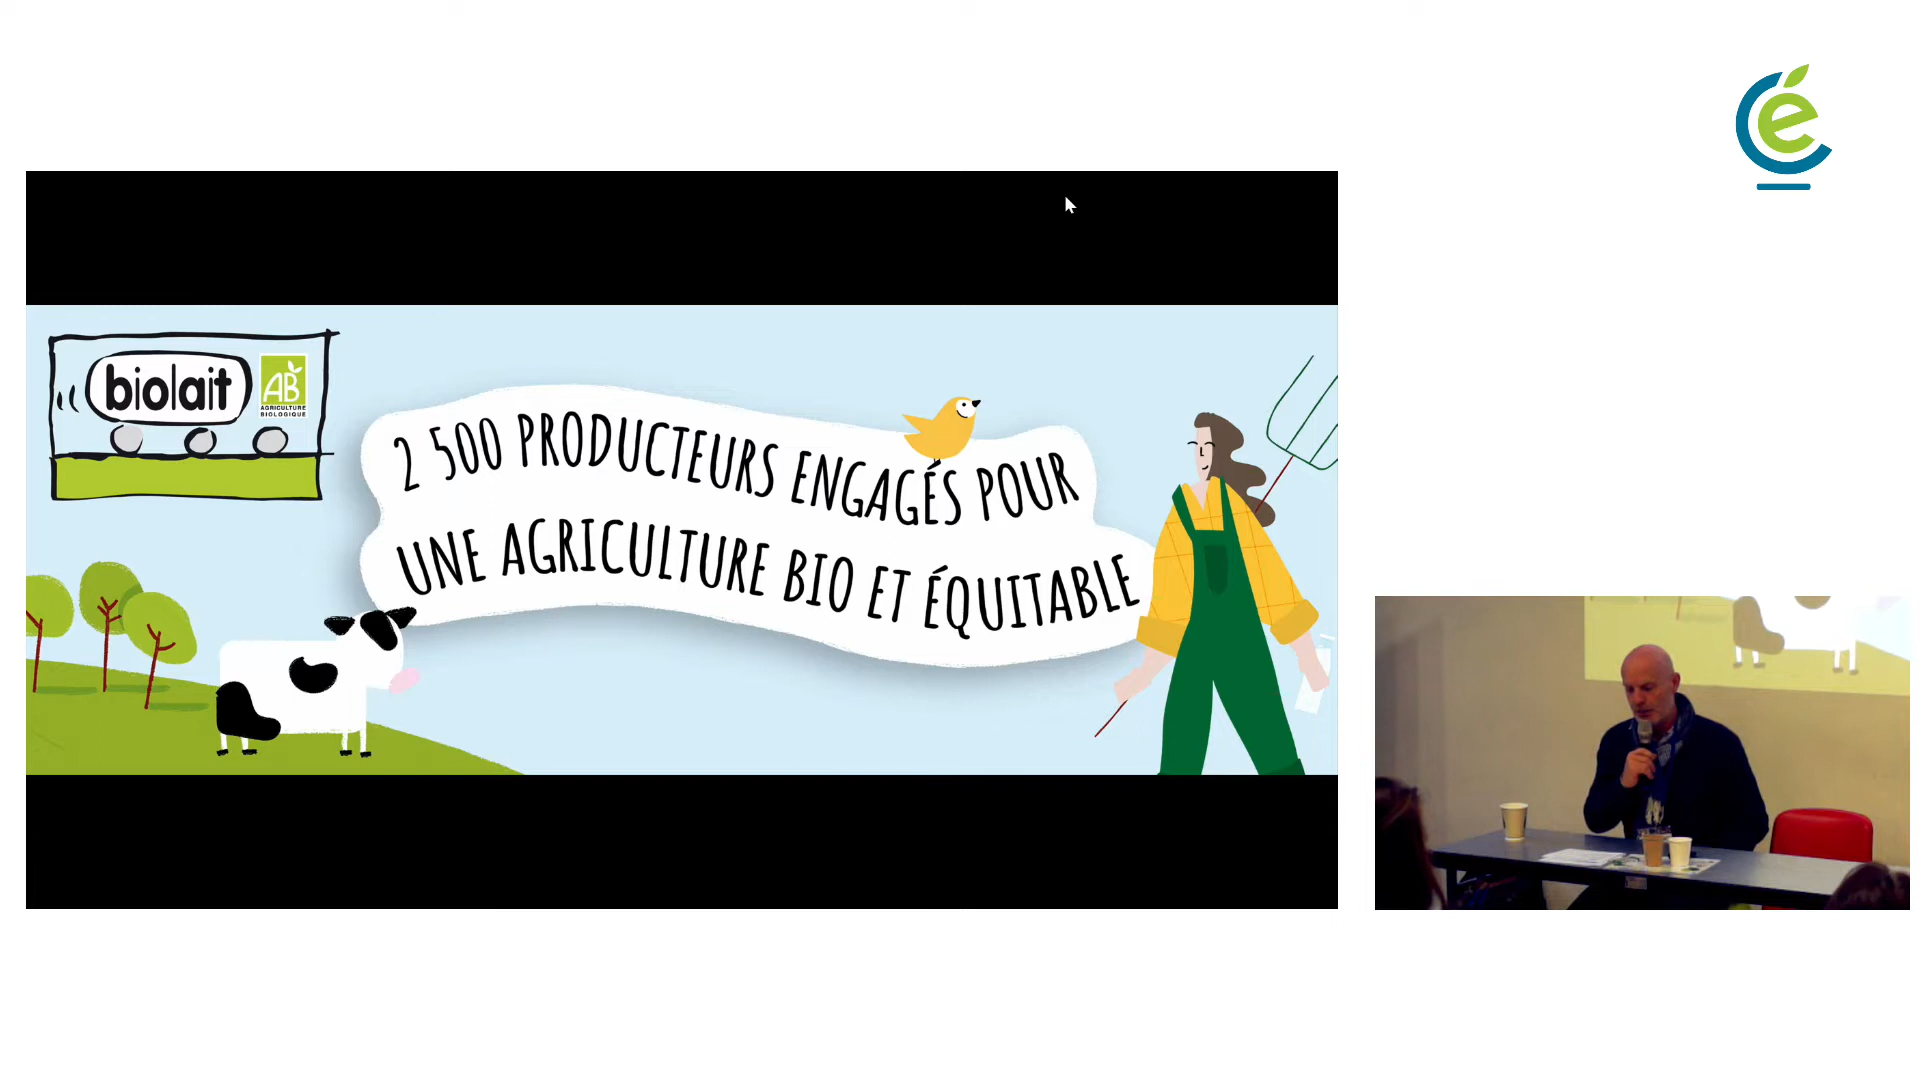 biolait
AB
AGRICULTURE
BIOLOGIQUE
2 500 PRODUCTEURS ENGAGÉS POUR
UNE AGRICULTURE BIO ET ÉQUITABLE